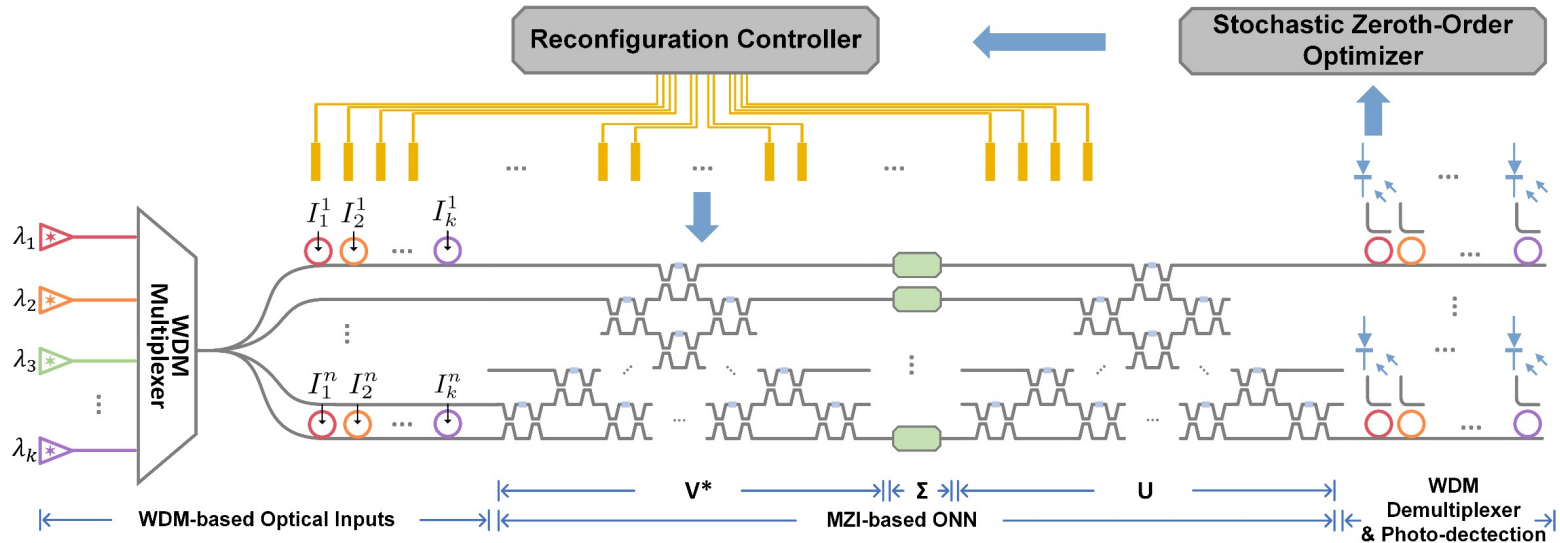 Reconfiguration Controller
Stochastic Zeroth-Order
Optimizer
...
...
...
...
λ1
λ2
λ3
⋮
λk
WDM
Multiplexer
I₁¹ I₂¹ ... Iₖ¹
⋮
I₁ⁿ I₂ⁿ ... Iₖⁿ
V*
Σ
U
WDM-based Optical Inputs
MZI-based ONN
WDM
Demultiplexer
& Photo-dectection